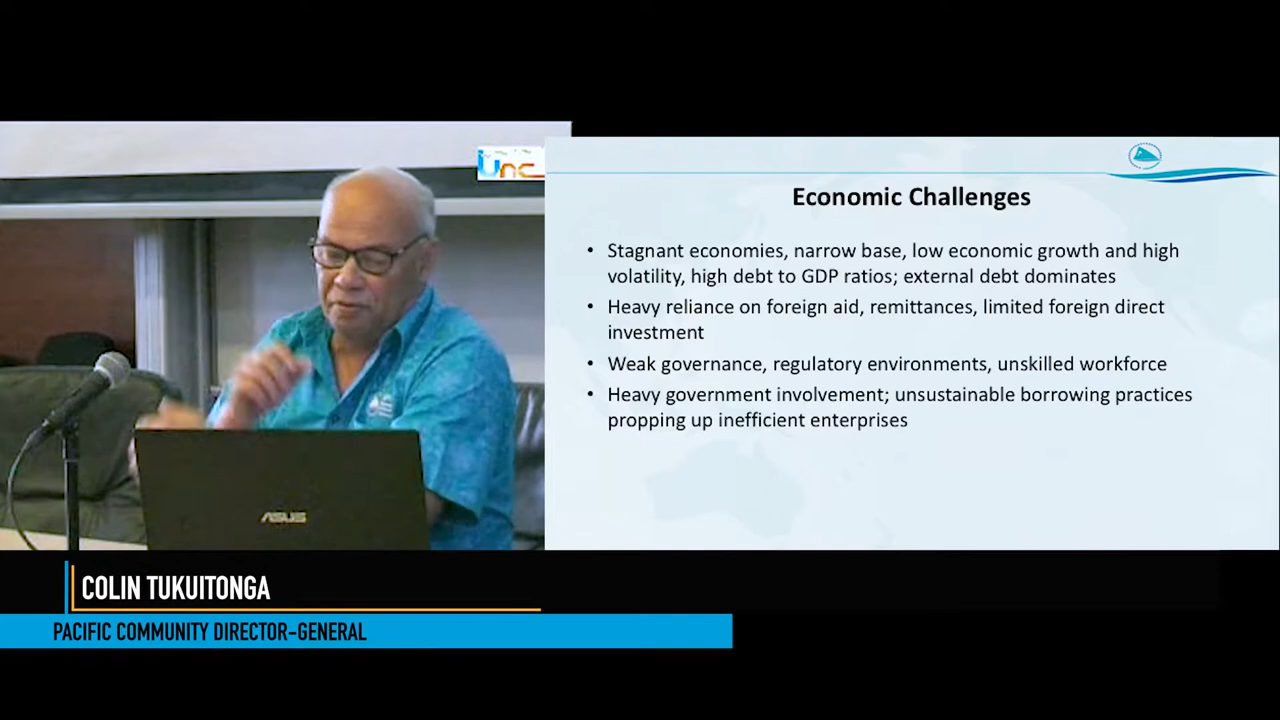 Unc
Economic Challenges
• Stagnant economies, narrow base, low economic growth and high
volatility, high debt to GDP ratios; external debt dominates
• Heavy reliance on foreign aid, remittances, limited foreign direct
investment
• Weak governance, regulatory environments, unskilled workforce
• Heavy government involvement; unsustainable borrowing practices
propping up inefficient enterprises
ASUS
COLIN TUKUITONGA
PACIFIC COMMUNITY DIRECTOR-GENERAL